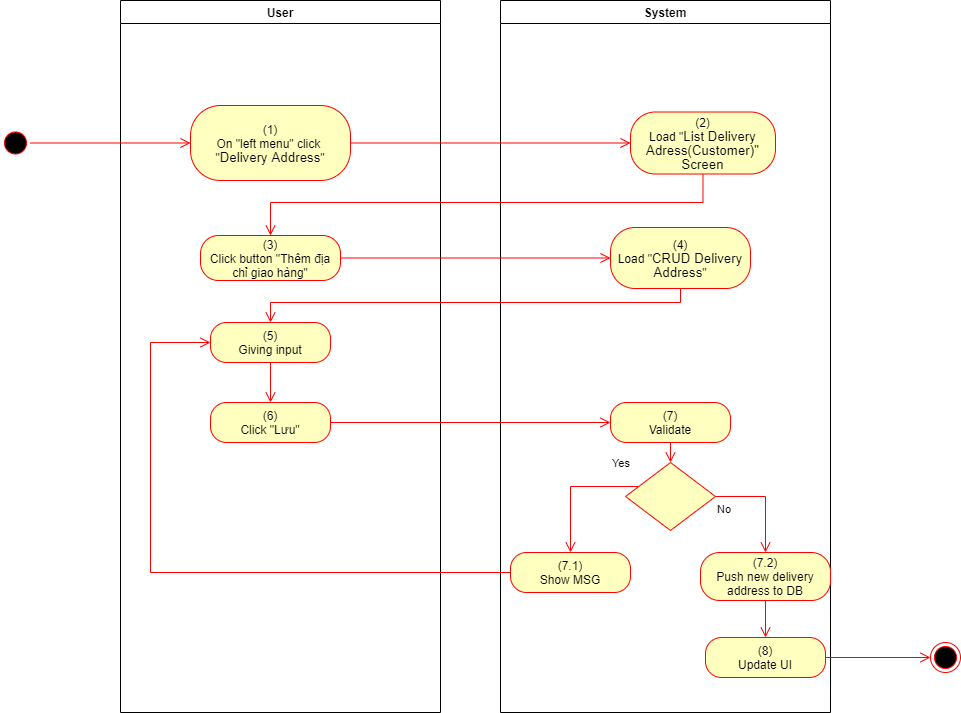 User
System
(1)
On "left menu" click
"Delivery Address"
(2)
Load "List Delivery
Adress(Customer)"
Screen
(3)
Click button "Thêm địa
chỉ giao hảng"
(4)
Load "CRUD Delivery
Address"
(5)
Giving input
(6)
Click "Lưu"
(7)
Validate
Yes
No
(7.1)
Show MSG
(7.2)
Push new delivery
address to DB
(8)
Update UI